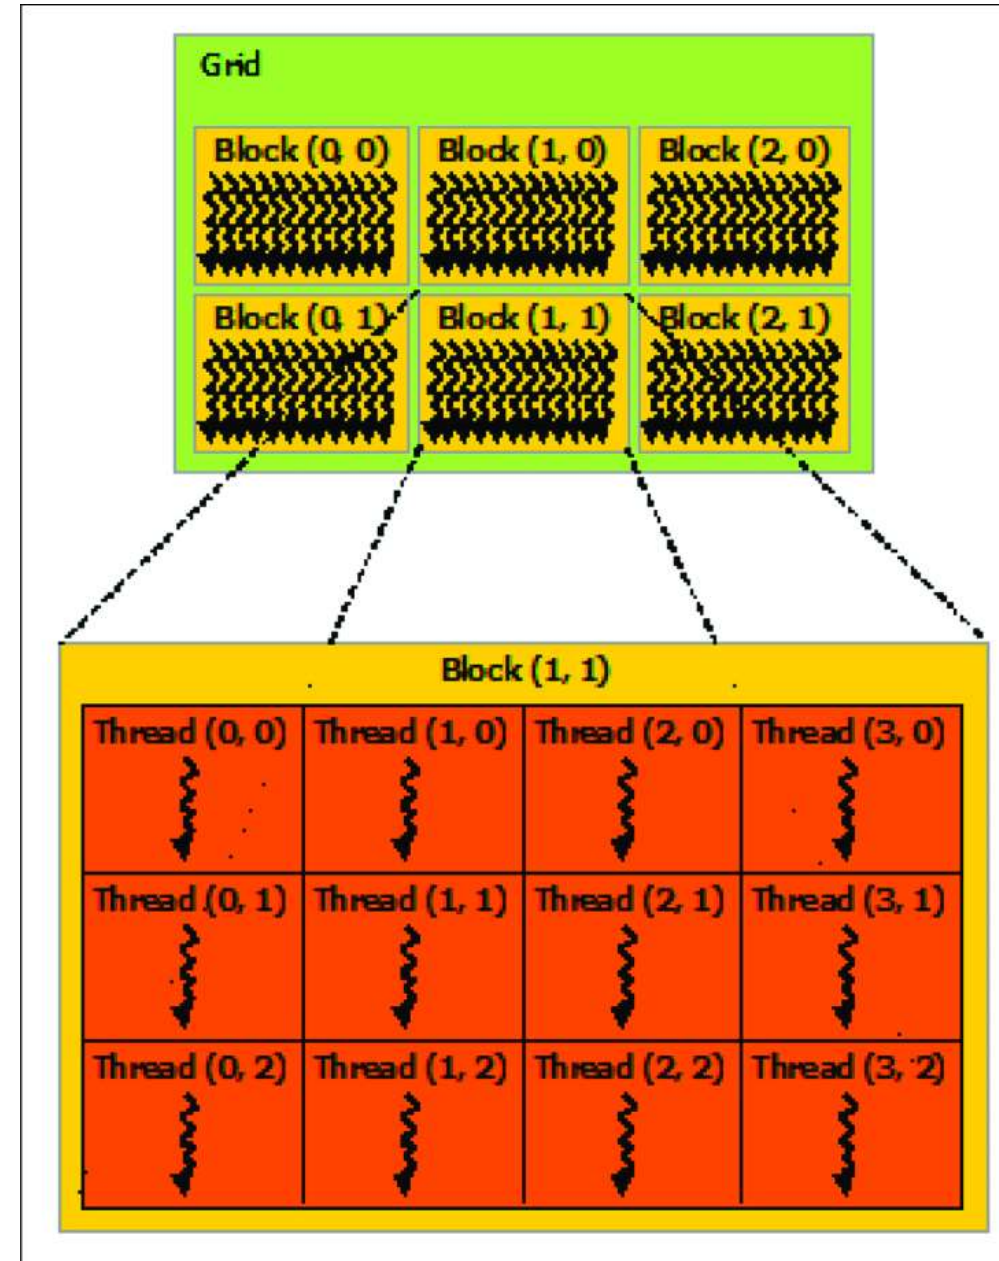 Grid
Block (0, 0) Block (1, 0) Block (2, 0)
Block (0, 1) Block (1, 1) Block (2, 1)
Block (1, 1)
Thread (0, 0) Thread (1, 0) Thread (2, 0) Thread (3, 0)
Thread (0, 1) Thread (1, 1) Thread (2, 1) Thread (3, 1)
Thread (0, 2) Thread (1, 2) Thread (2, 2) Thread (3, 2)